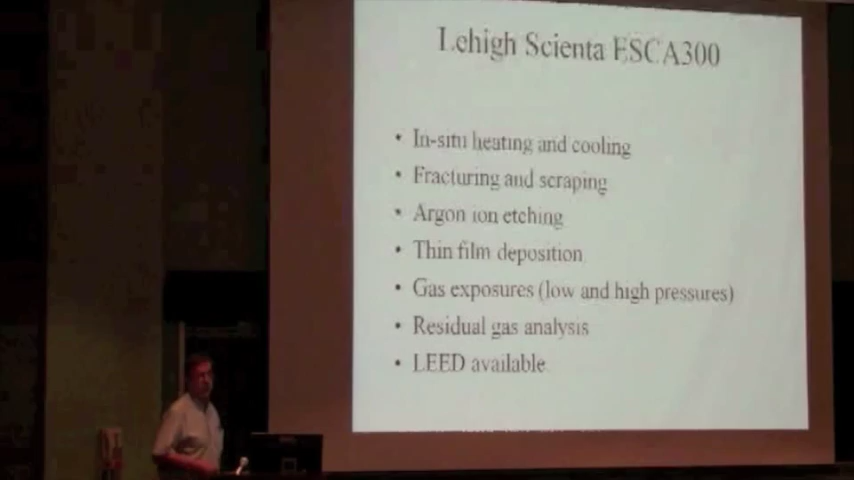 Lehigh Scienta ESCA300
• In-situ heating and cooling
• Fracturing and scraping
• Argon ion etching
• Thin film deposition
• Gas exposures (low and high pressures)
• Residual gas analysis
• LEED available